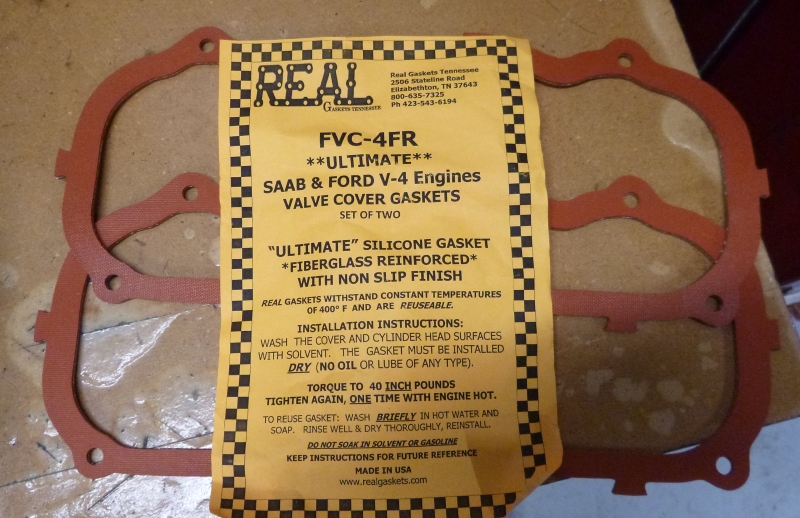 REAL
GASKETS TENNESSEE
Real Gaskets Tennessee
2506 Stateline Road
Elizabethton, TN 37643
800-635-7325
Ph 423-543-6194
FVC-4FR
**ULTIMATE**
SAAB & FORD V-4 Engines
VALVE COVER GASKETS
SET OF TWO
"ULTIMATE" SILICONE GASKET
*FIBERGLASS REINFORCED*
WITH NON SLIP FINISH
REAL GASKETS WITHSTAND CONSTANT TEMPERATURES
OF 400° F AND ARE REUSEABLE.
INSTALLATION INSTRUCTIONS:
WASH THE COVER AND CYLINDER HEAD SURFACES
WITH SOLVENT. THE GASKET MUST BE INSTALLED
DRY (NO OIL OR LUBE OF ANY TYPE).
TORQUE TO 40 INCH POUNDS
TIGHTEN AGAIN, ONE TIME WITH ENGINE HOT.
TO REUSE GASKET: WASH BRIEFLY IN HOT WATER AND
SOAP. RINSE WELL & DRY THOROUGHLY, REINSTALL.
DO NOT SOAK IN SOLVENT OR GASOLINE
KEEP INSTRUCTIONS FOR FUTURE REFERENCE
MADE IN USA
www.realgaskets.com